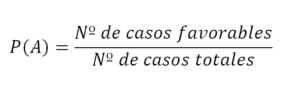 P(A) = Nº de casos favorables
Nº de casos totales